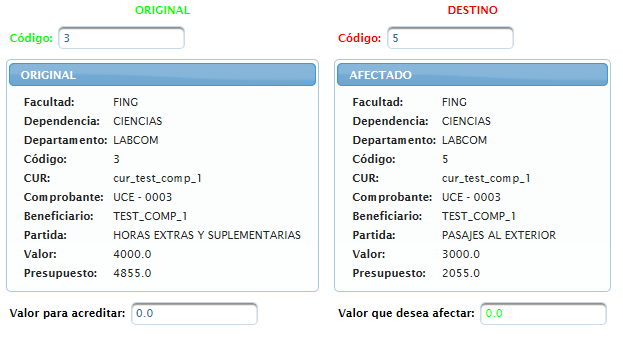 ORIGINAL
Código: 3
ORIGINAL
Facultad: FING
Dependencia: CIENCIAS
Departamento: LABCOM
Código: 3
CUR: cur_test_comp_1
Comprobante: UCE - 0003
Beneficiario: TEST_COMP_1
Partida: HORAS EXTRAS Y SUPLEMENTARIAS
Valor: 4000.0
Presupuesto: 4855.0
Valor para acreditar: 0.0
DESTINO
Código: 5
AFECTADO
Facultad: FING
Dependencia: CIENCIAS
Departamento: LABCOM
Código: 5
CUR: cur_test_comp_1
Comprobante: UCE - 0003
Beneficiario: TEST_COMP_1
Partida: PASAJES AL EXTERIOR
Valor: 3000.0
Presupuesto: 2055.0
Valor que desea afectar: 0.0